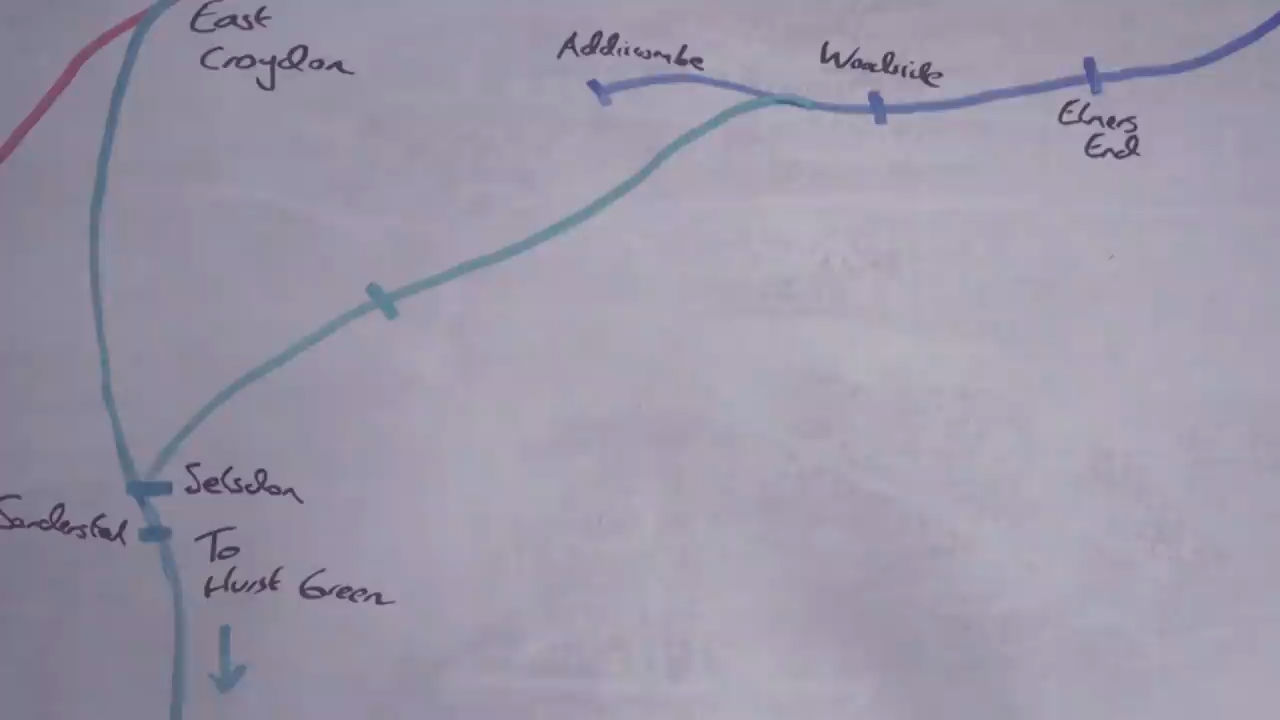 East
Croydon
Addiscombe
Woodside
Elmers
End
Selsdon
Sanderstead
To
Hurst Green